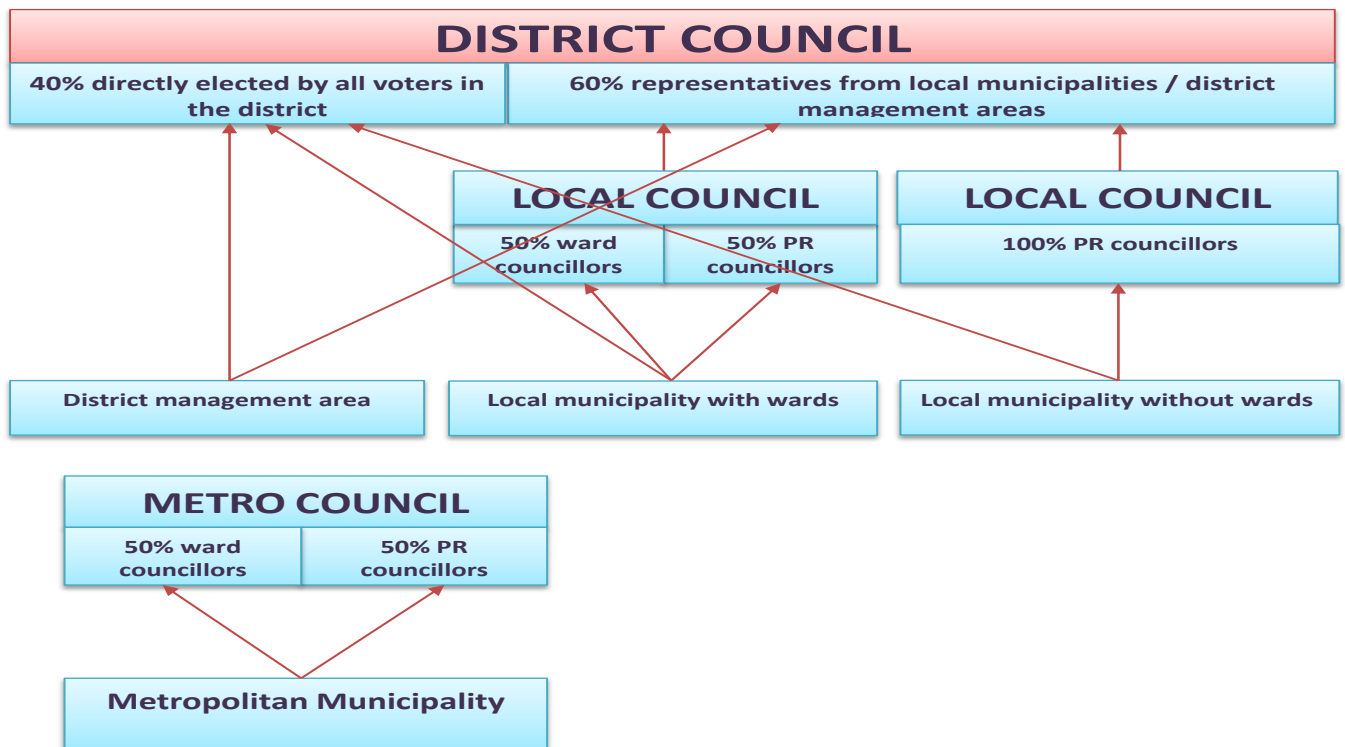 DISTRICT COUNCIL
40% directly elected by all voters in
the district
60% representatives from local municipalities / district
management areas
LOCAL COUNCIL
50% ward
councillors
50% PR
councillors
LOCAL COUNCIL
100% PR councillors
District management area
Local municipality with wards
Local municipality without wards
METRO COUNCIL
50% ward
councillors
50% PR
councillors
Metropolitan Municipality